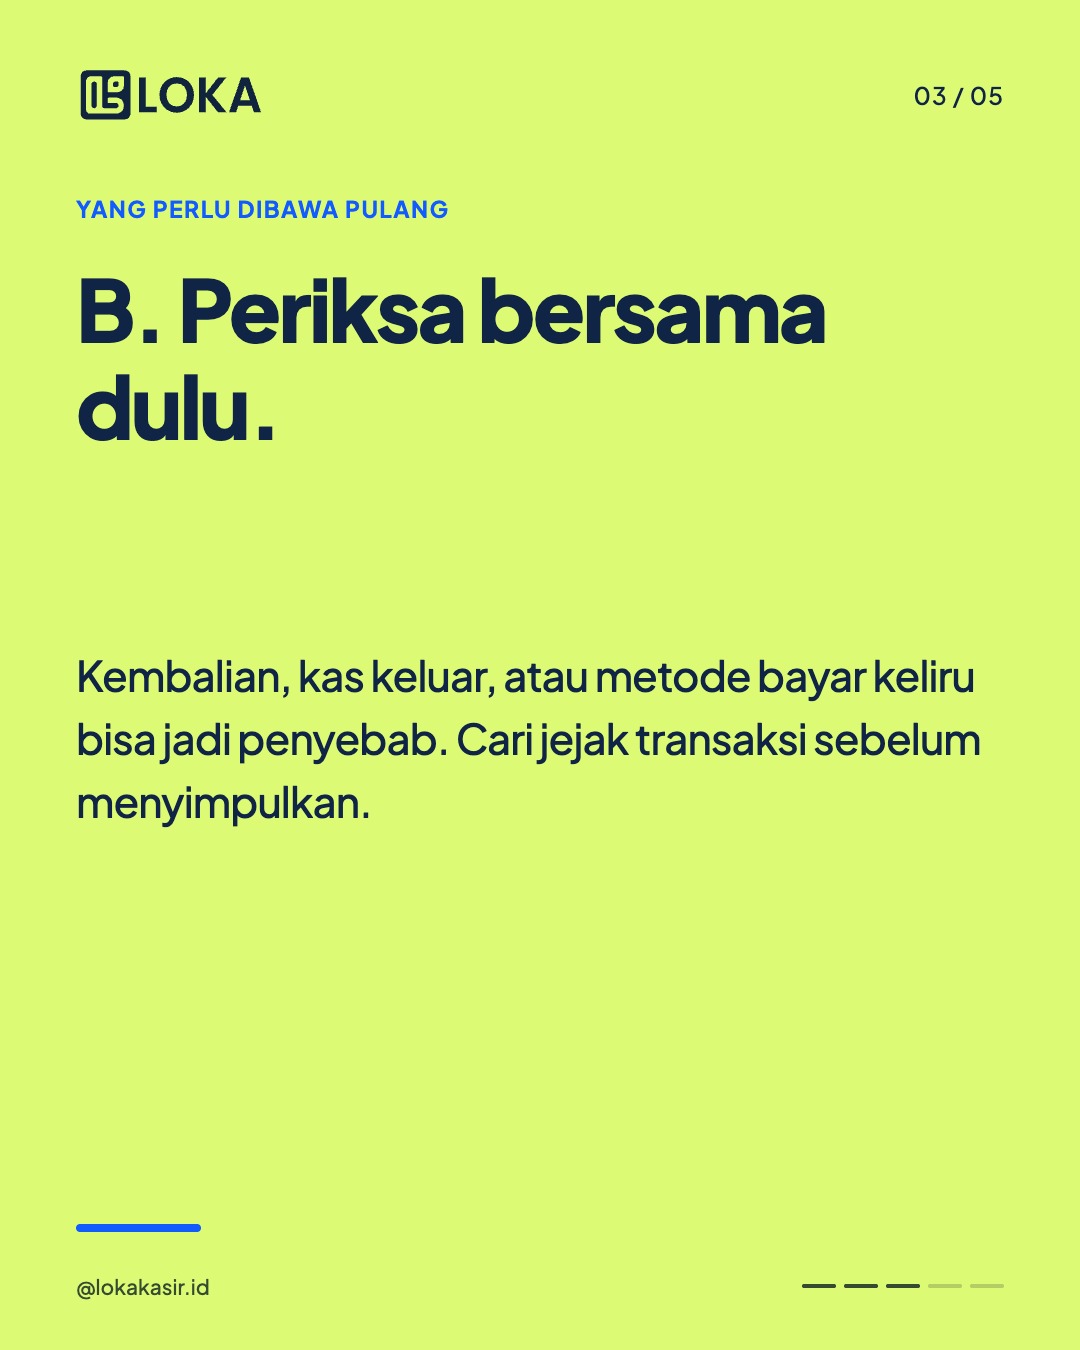 LOKA
03 / 05
YANG PERLU DIBAWA PULANG
B. Periksa bersama
dulu.
Kembalian, kas keluar, atau metode bayar keliru
bisa jadi penyebab. Cari jejak transaksi sebelum
menyimpulkan.
@lokakasir.id